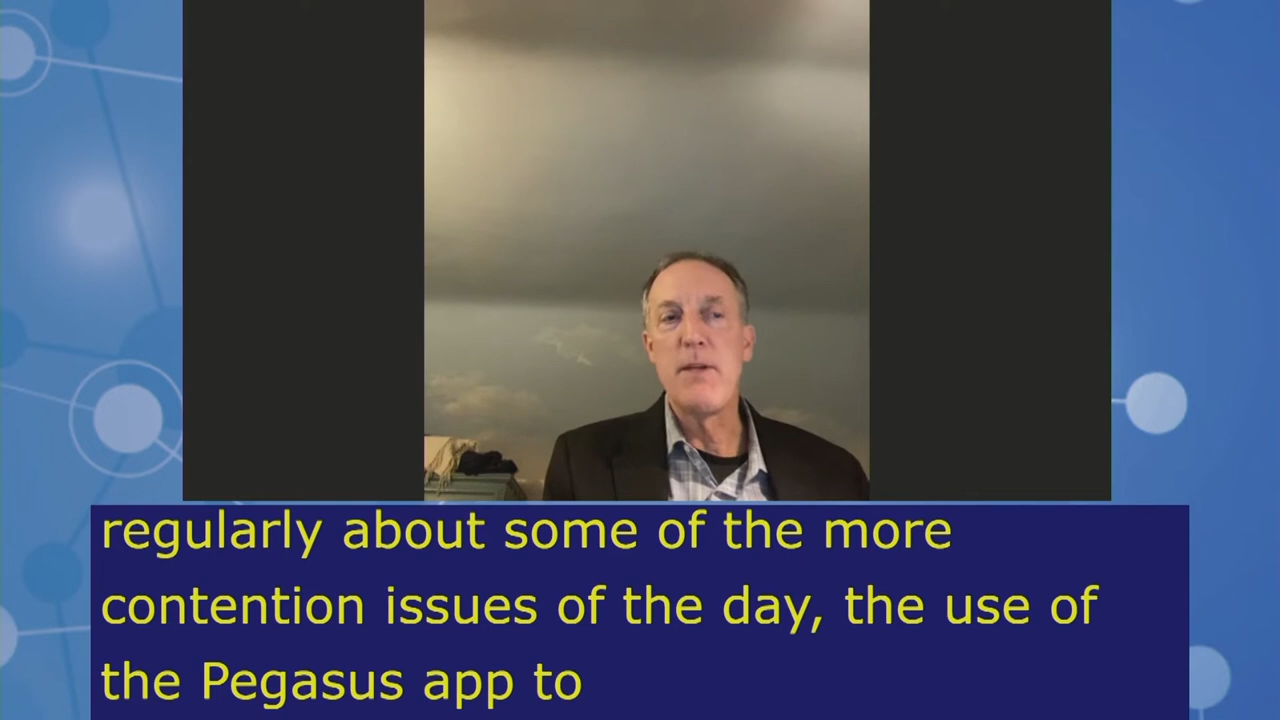 regularly about some of the more
contention issues of the day, the use of
the Pegasus app to